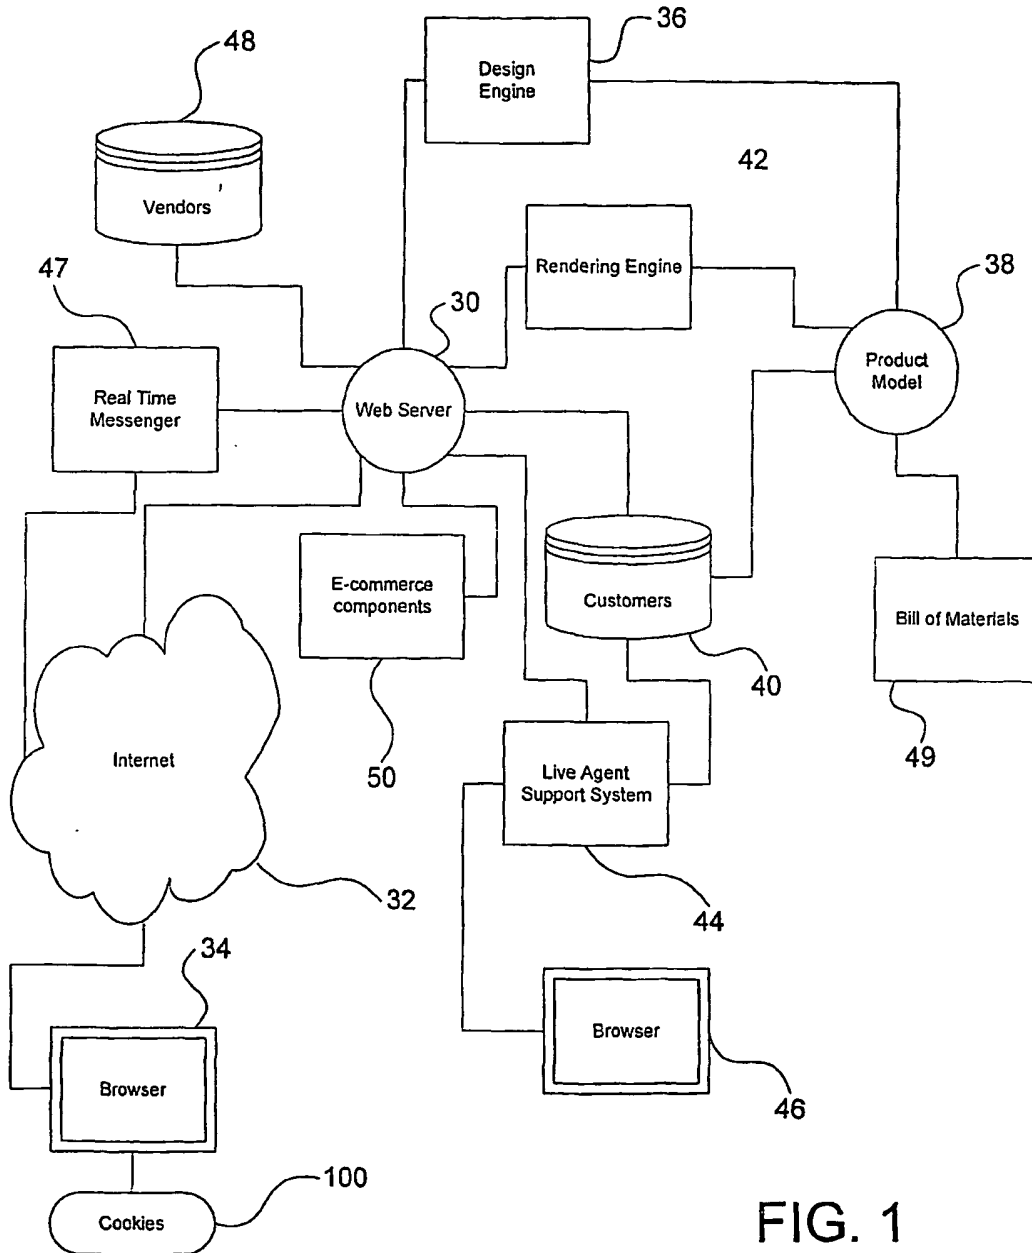 36
48
Design
Engine
42
Vendors
Rendering Engine
47
38
30
Product
Model
Real Time
Messenger
Web Server
E-commerce
components
Customers
Bill of Materials
40
50
49
Internet
Live Agent
Support System
32
44
34
Browser
Browser
46
100
Cookies
FIG. 1